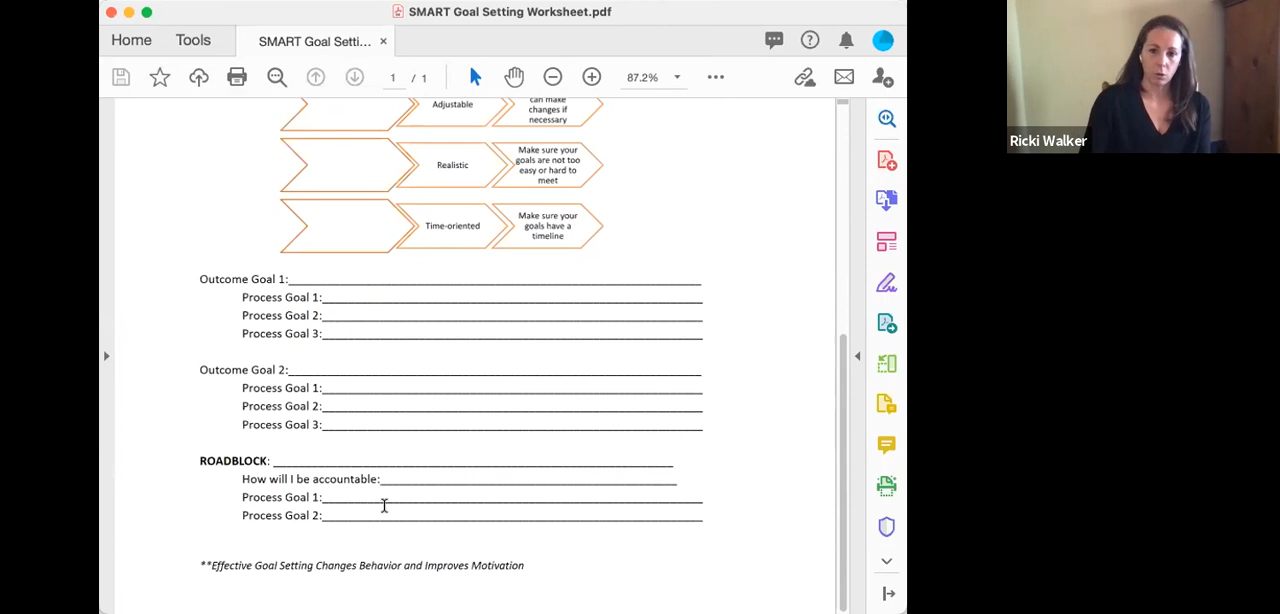 SMART Goal Setting Worksheet.pdf
Home
Tools
SMART Goal Setti... ×
1 / 1
87.2%
Ricki Walker
Adjustable
can make
changes if
necessary
Realistic
Make sure your
goals are not too
easy or hard to
meet
Time-oriented
Make sure your
goals have a
timeline
Outcome Goal 1:
Process Goal 1:
Process Goal 2:
Process Goal 3:
Outcome Goal 2:
Process Goal 1:
Process Goal 2:
Process Goal 3:
ROADBLOCK:
How will I be accountable:
Process Goal 1:
Process Goal 2:
**Effective Goal Setting Changes Behavior and Improves Motivation